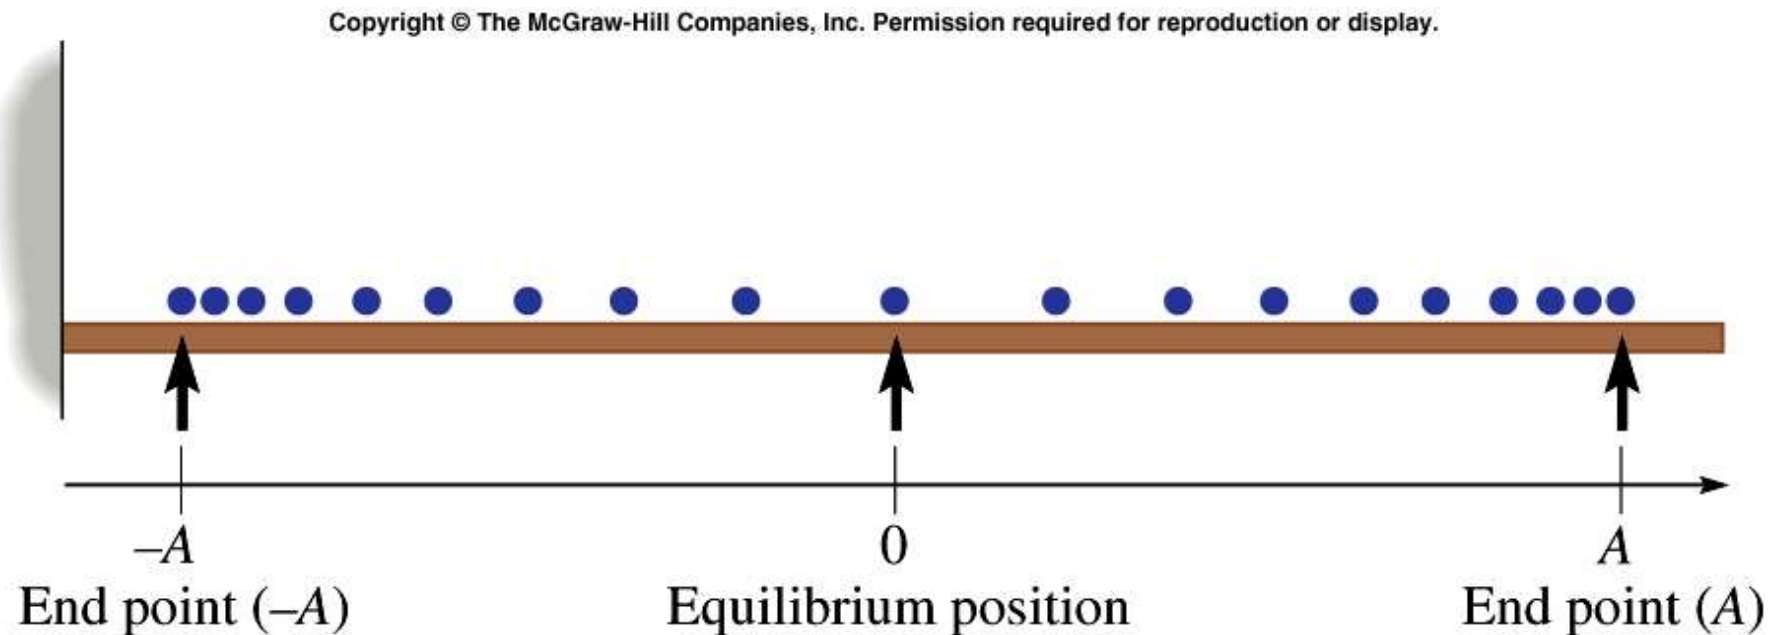 Copyright © The McGraw-Hill Companies, Inc. Permission required for reproduction or display.
–A 0 A
End point (–A) Equilibrium position End point (A)